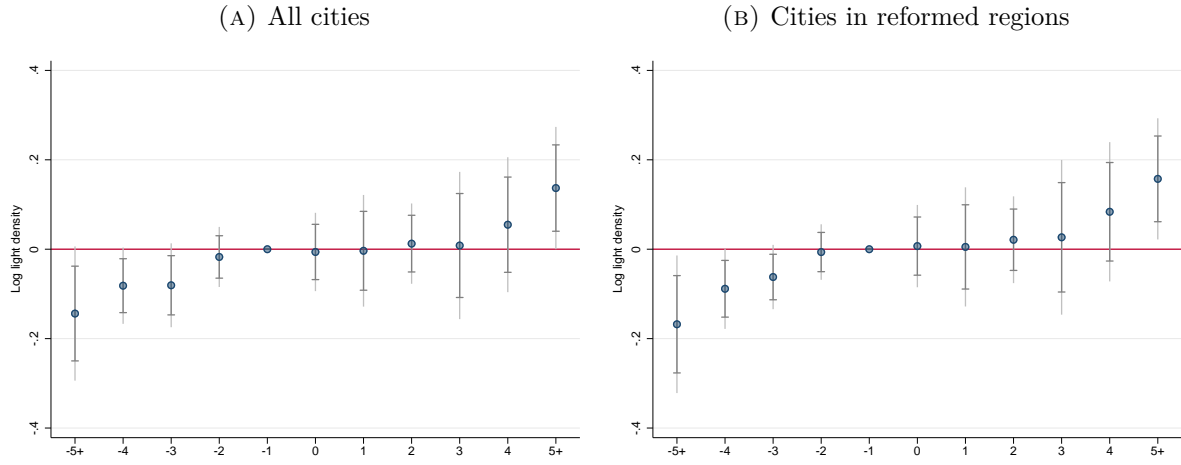 (A) All cities
(B) Cities in reformed regions
Log light density
.4
.2
0
-.2
-.4
-5+ -4 -3 -2 -1 0 1 2 3 4 5+
Log light density
.4
.2
0
-.2
-.4
-5+ -4 -3 -2 -1 0 1 2 3 4 5+